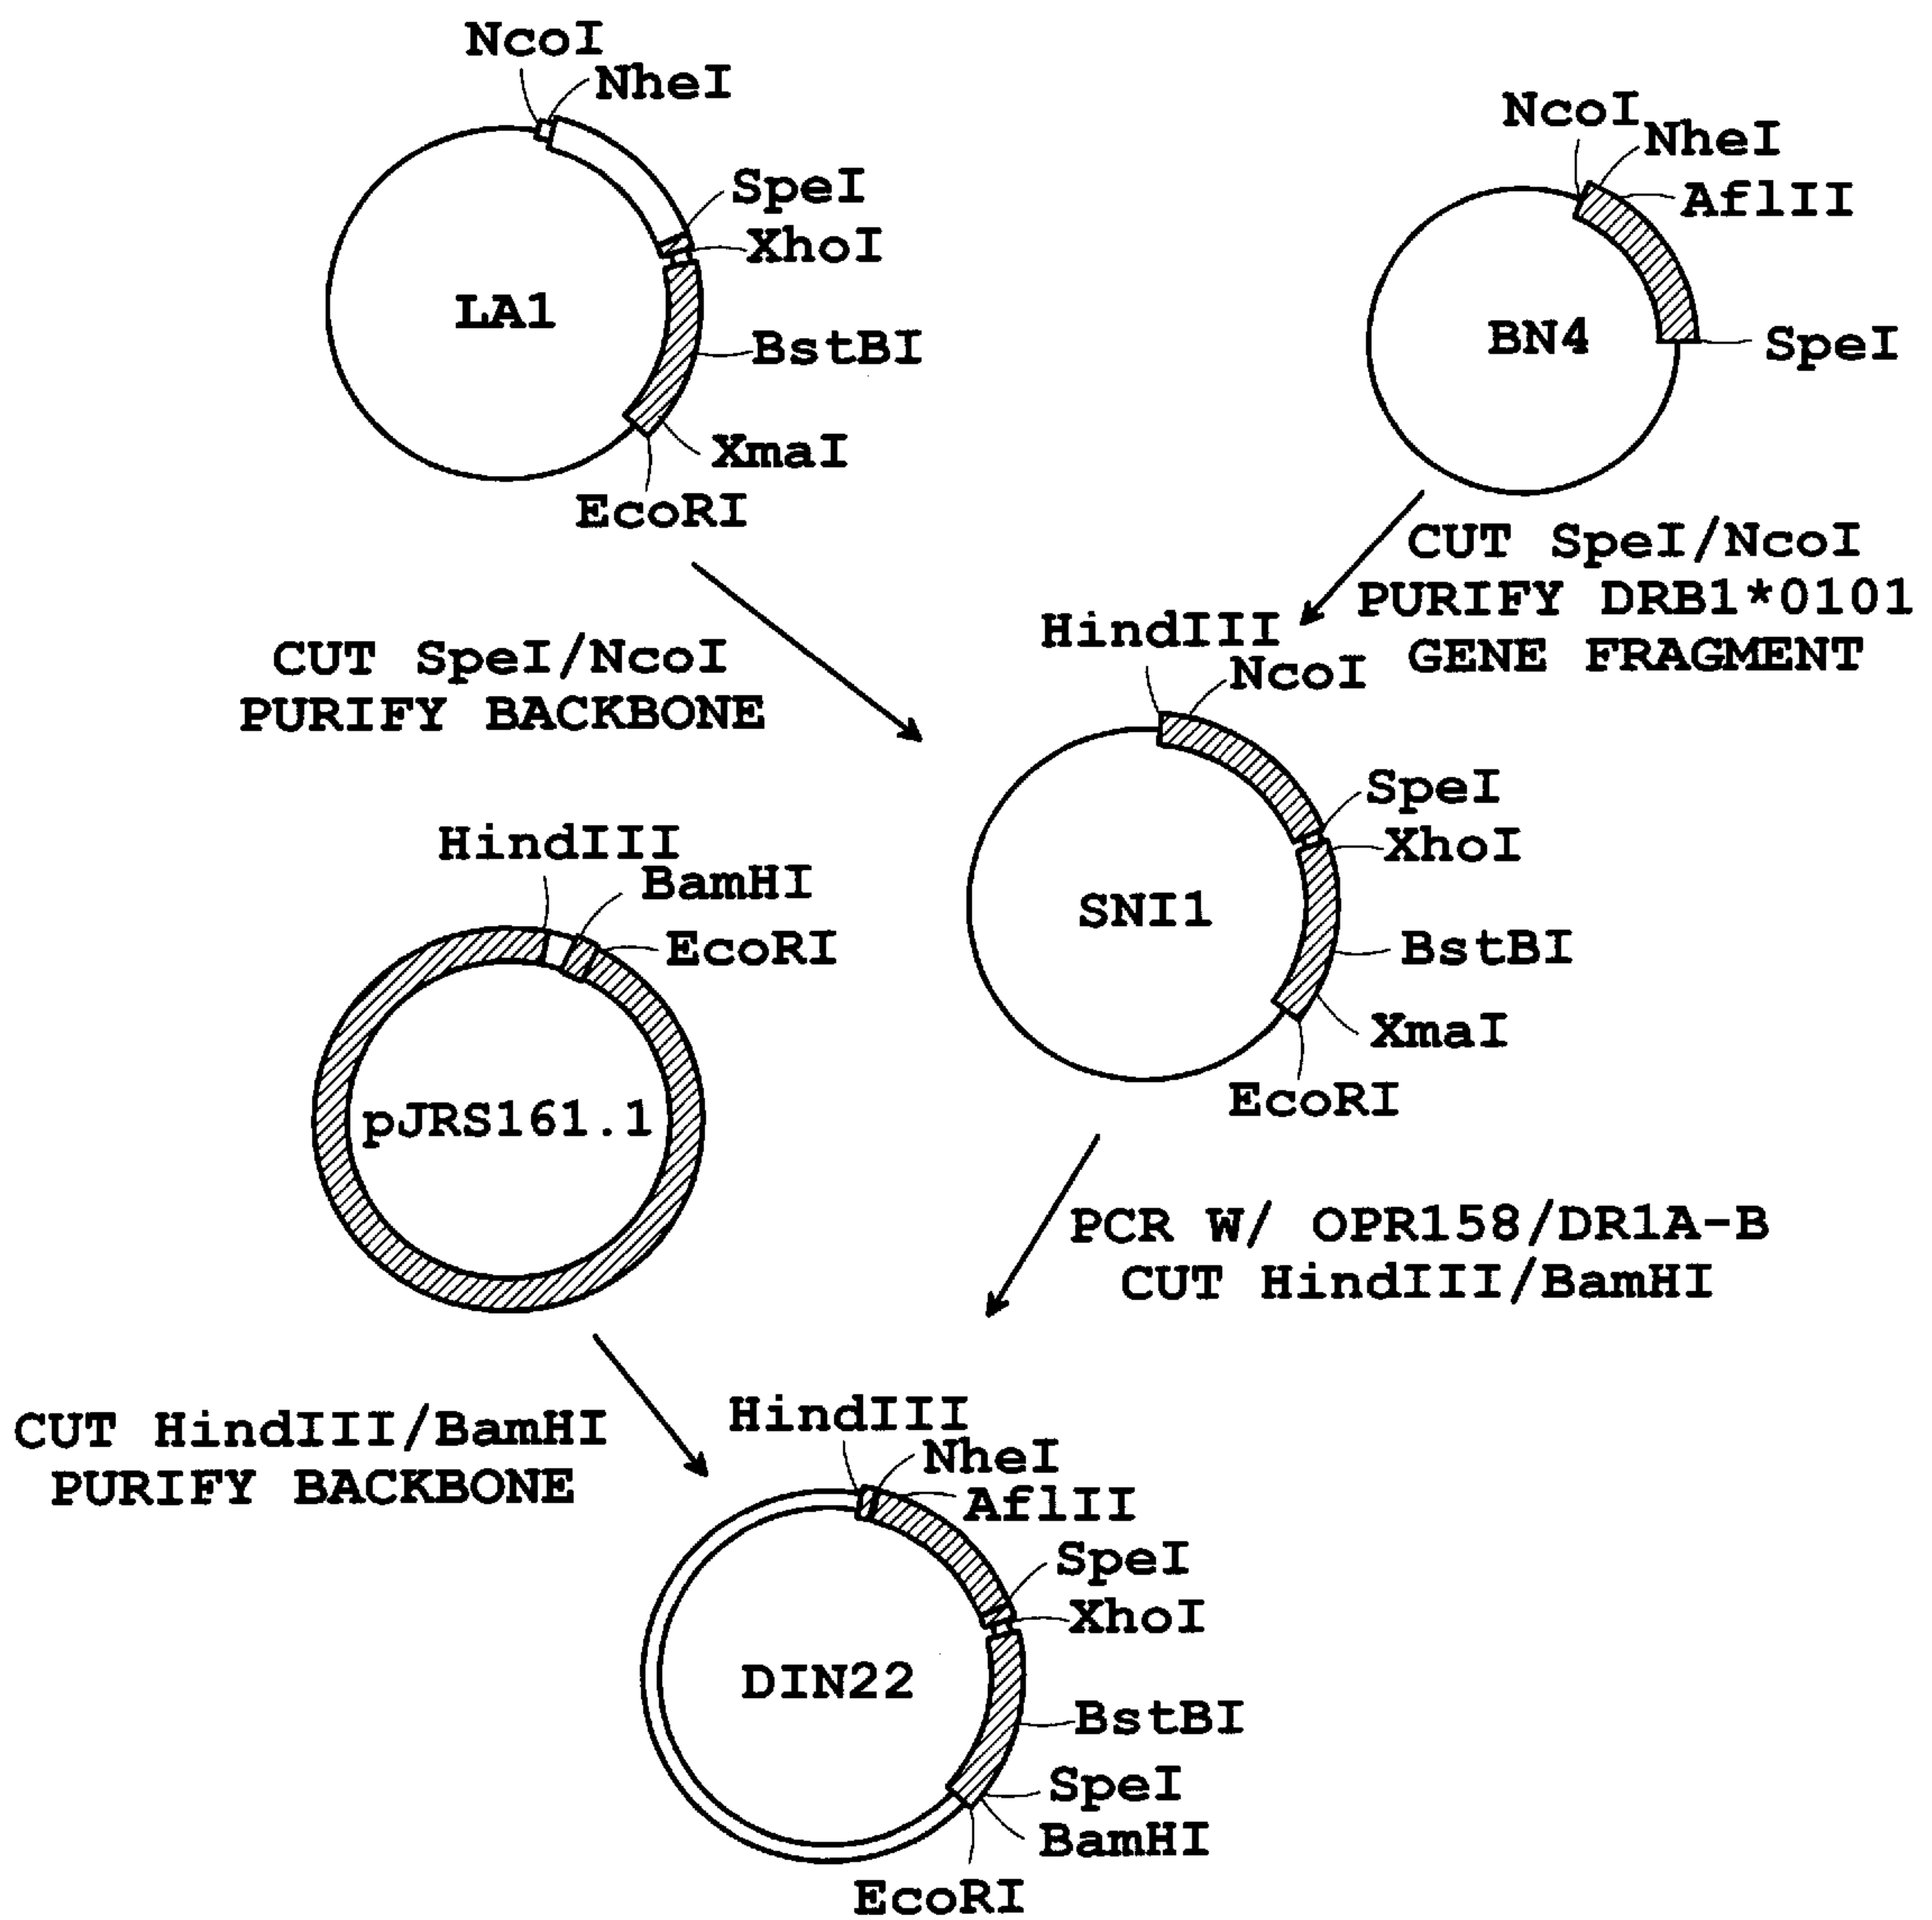 NcoI
NheI
SpeI
XhoI
LA1
BstBI
XmaI
EcoRI
NcoI
NheI
AflII
BN4
SpeI
CUT SpeI/NcoI
PURIFY DRB1*0101
GENE FRAGMENT
CUT SpeI/NcoI
PURIFY BACKBONE
HindIII
NcoI
SpeI
XhoI
SNI1
BstBI
XmaI
EcoRI
HindIII
BamHI
EcoRI
pJRS161.1
PCR W/ OPR158/DR1A-B
CUT HindIII/BamHI
CUT HindIII/BamHI
PURIFY BACKBONE
HindIII
NheI
AflII
SpeI
XhoI
DIN22
BstBI
SpeI
BamHI
EcoRI